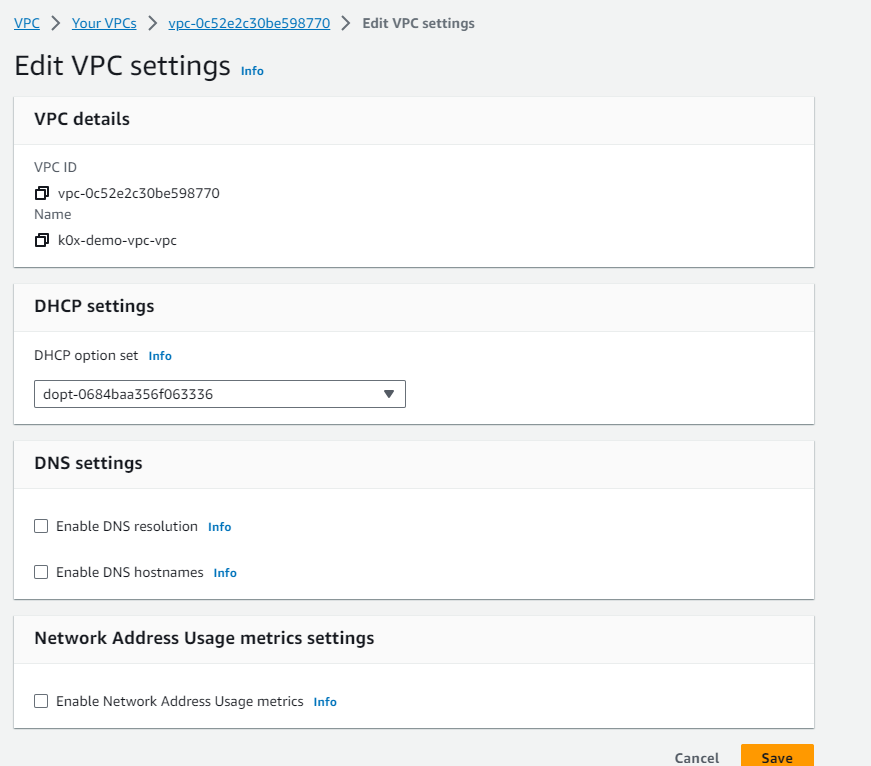 VPC > Your VPCs > vpc-0c52e2c30be598770 > Edit VPC settings
Edit VPC settings Info
VPC details
VPC ID
vpc-0c52e2c30be598770
Name
k0x-demo-vpc-vpc
DHCP settings
DHCP option set Info
dopt-0684baa356f063336
DNS settings
Enable DNS resolution Info
Enable DNS hostnames Info
Network Address Usage metrics settings
Enable Network Address Usage metrics Info
Cancel Save